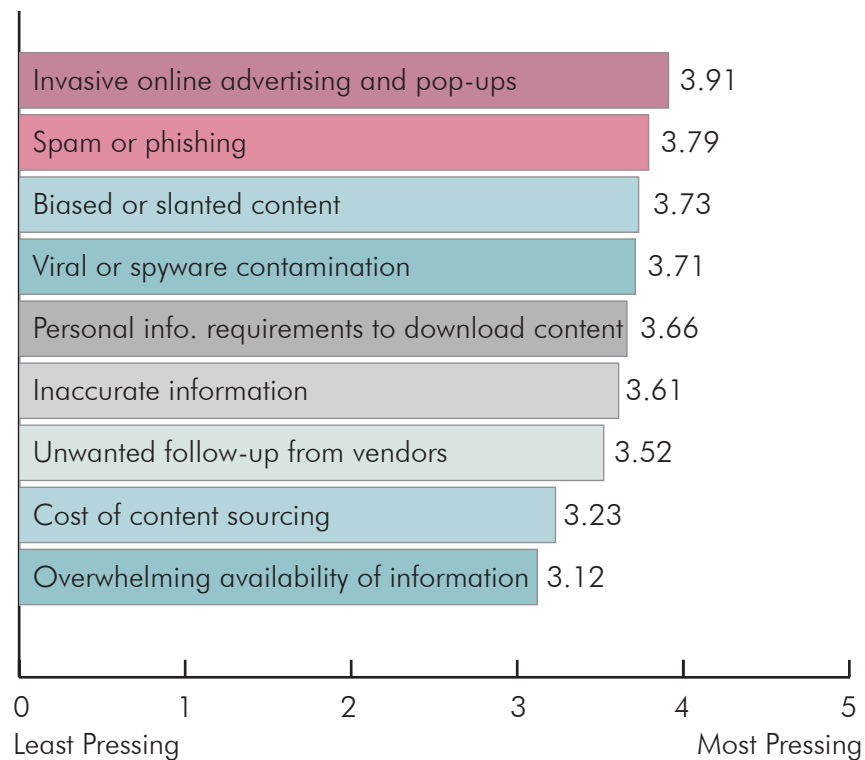 Invasive online advertising and pop-ups 3.91
Spam or phishing 3.79
Biased or slanted content 3.73
Viral or spyware contamination 3.71
Personal info. requirements to download content 3.66
Inaccurate information 3.61
Unwanted follow-up from vendors 3.52
Cost of content sourcing 3.23
Overwhelming availability of information 3.12
0 1 2 3 4 5
Least Pressing Most Pressing